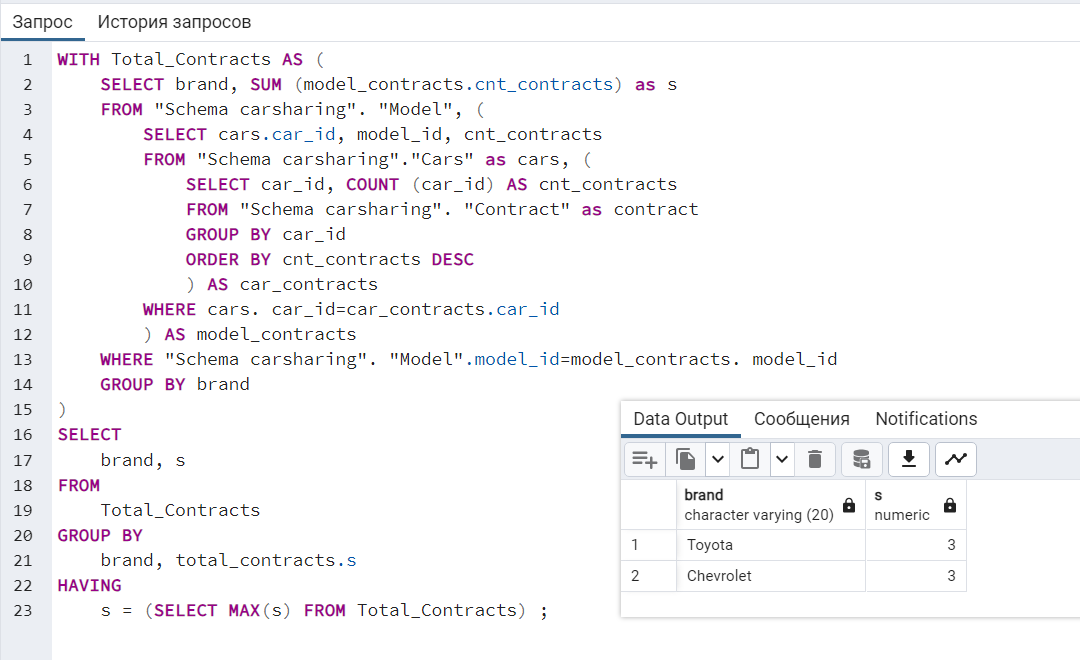 Запрос История запросов
1 WITH Total_Contracts AS (
2 SELECT brand, SUM (model_contracts.cnt_contracts) as s
3 FROM "Schema carsharing". "Model", (
4 SELECT cars.car_id, model_id, cnt_contracts
5 FROM "Schema carsharing"."Cars" as cars, (
6 SELECT car_id, COUNT (car_id) AS cnt_contracts
7 FROM "Schema carsharing". "Contract" as contract
8 GROUP BY car_id
9 ORDER BY cnt_contracts DESC
10 ) AS car_contracts
11 WHERE cars. car_id=car_contracts.car_id
12 ) AS model_contracts
13 WHERE "Schema carsharing". "Model".model_id=model_contracts. model_id
14 GROUP BY brand
15 )
16 SELECT
17 brand, s
18 FROM
19 Total_Contracts
20 GROUP BY
21 brand, total_contracts.s
22 HAVING
23 s = (SELECT MAX(s) FROM Total_Contracts) ;
Data Output Сообщения Notifications
brand s
character varying (20) numeric
1 Toyota 3
2 Chevrolet 3